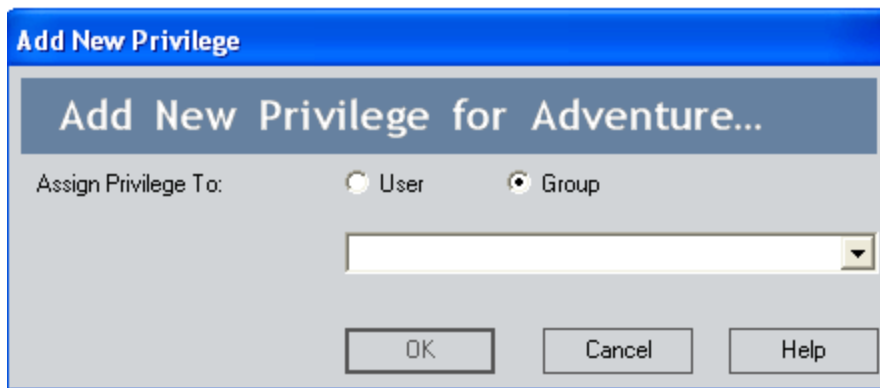 Add New Privilege
Add New Privilege for Adventure...
Assign Privilege To: User Group
OK Cancel Help